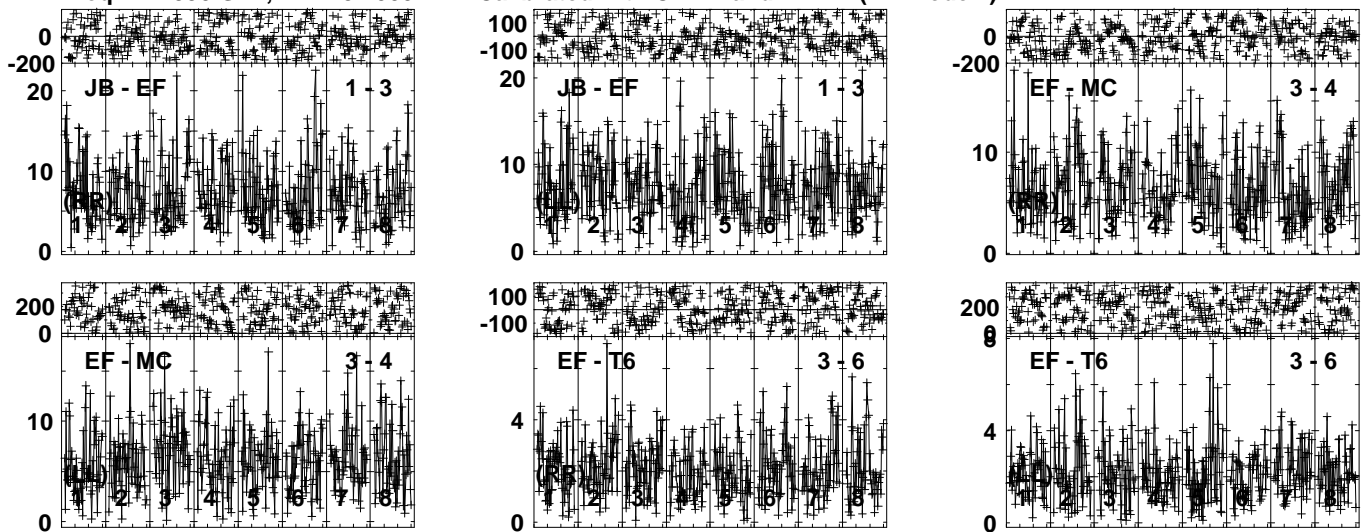 100 100
0 0
-200 -100 -200
20 JB - EF 1 - 3 20 JB - EF 1 - 3 EF - MC 3 - 4
10 10 10
(RR) (LL) (RR)
1 2 3 4 5 6 7 8 1 2 3 4 5 6 7 8 1 2 3 4 5 6 7 8
0 0 0
200 100 200
0 -100 0
8
EF - MC 3 - 4 EF - T6 3 - 6 EF - T6 3 - 6
10 4 4
(LL) (RR) (LL)
1 2 3 4 5 6 7 8 1 2 3 4 5 6 7 8 1 2 3 4 5 6 7 8
0 0 0